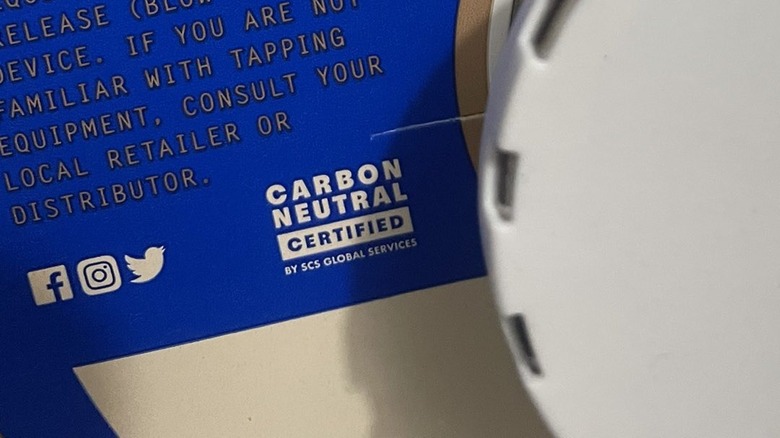 RELEASE
DEVICE. IF YOU ARE NOT
FAMILIAR WITH TAPPING
EQUIPMENT, CONSULT YOUR
LOCAL RETAILER OR
DISTRIBUTOR.
CARBON
NEUTRAL
CERTIFIED
BY SCS GLOBAL SERVICES